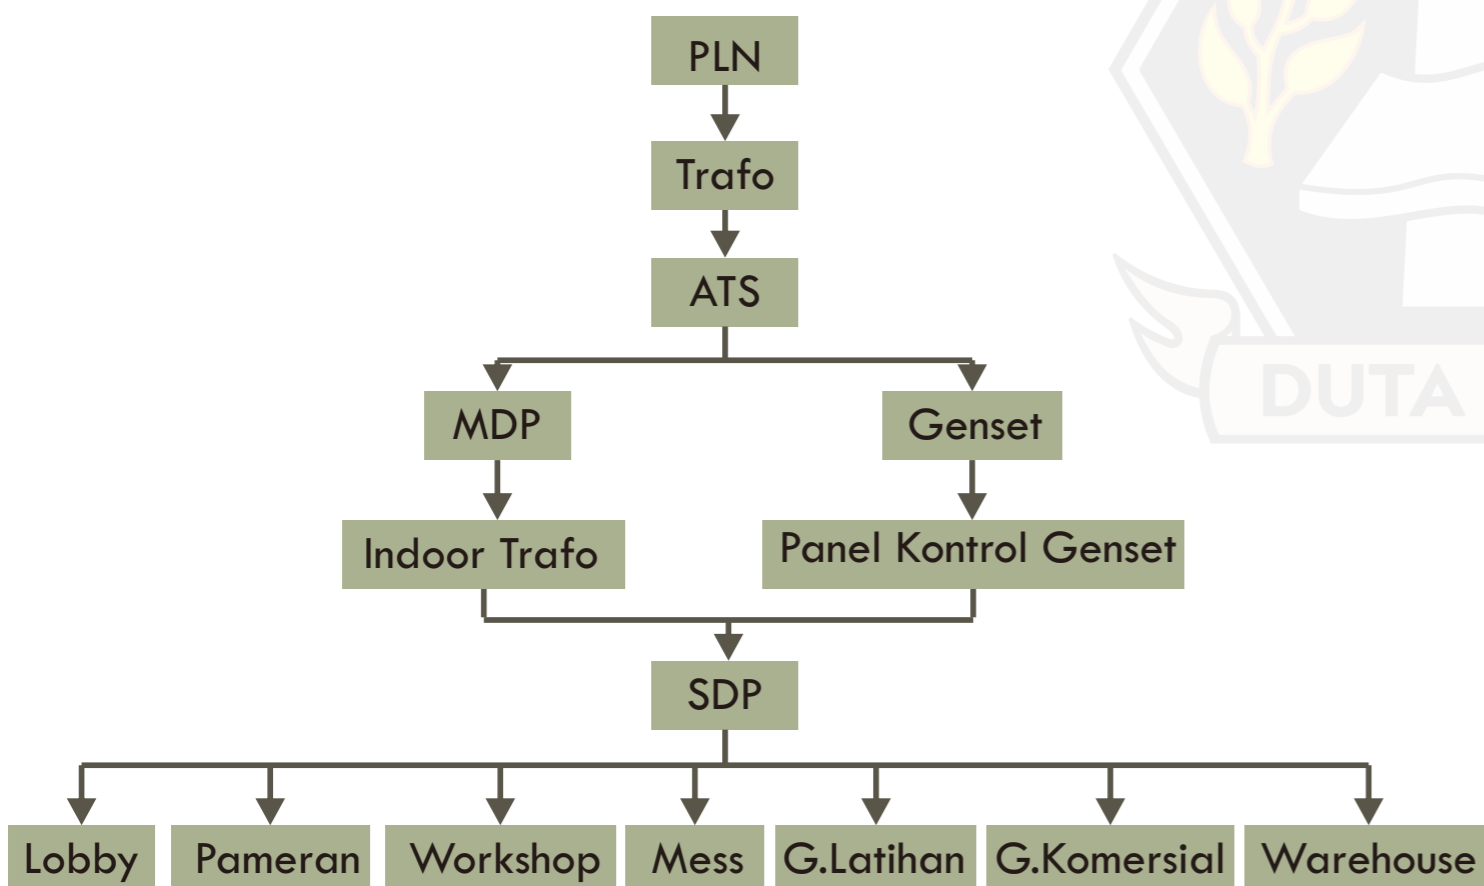 PLN
Trafo
ATS
MDP
Genset
Indoor Trafo
Panel Kontrol Genset
SDP
Lobby
Pameran
Workshop
Mess
G.Latihan
G.Komersial
Warehouse
DUTA